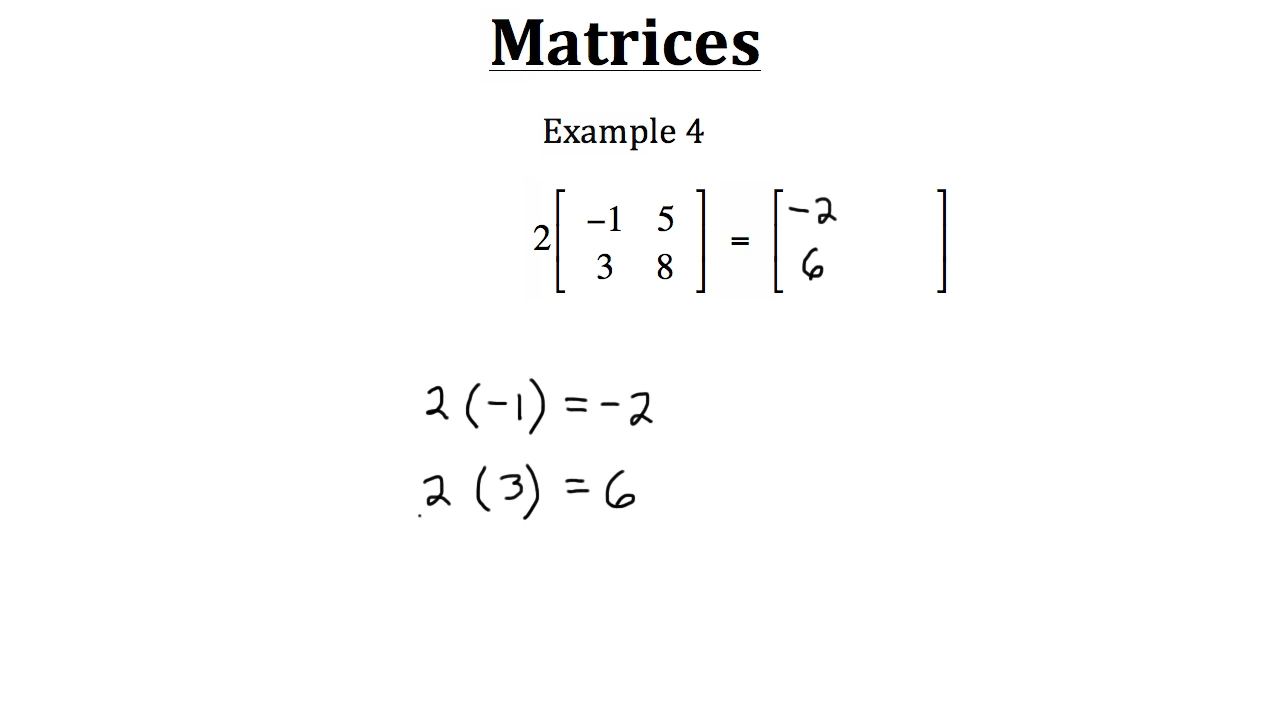 Matrices
Example 4
2[ −1 5 ] = [ -2 ]
[ 3 8 ] [ 6 ]
2 (-1) = -2
2 (3) = 6